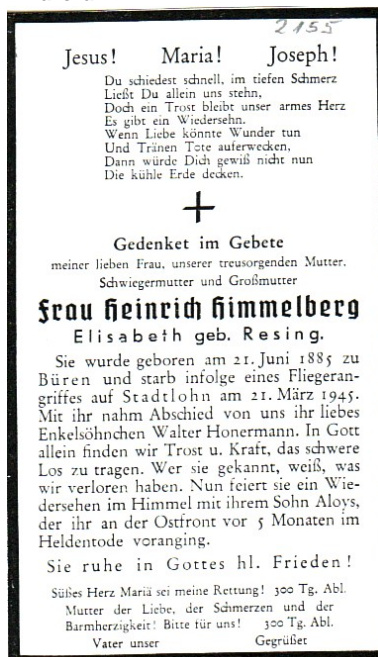 2155
Jesus! Maria! Joseph!
Du schiedest schnell, im tiefen Schmerz
Ließt Du allein uns stehn,
Doch ein Trost bleibt unser armes Herz
Es gibt ein Wiedersehn.
Wenn Liebe könnte Wunder tun
Und Tränen Tote auferwecken,
Dann würde Dich gewiß nicht nun
Die kühle Erde decken.
Gedenket im Gebete
meiner lieben Frau, unserer treusorgenden Mutter.
Schwiegermutter und Großmutter
Frau Heinrich Himmelberg
Elisabeth geb. Resing.
Sie wurde geboren am 21. Juni 1885 zu
Büren und starb infolge eines Fliegeran-
griffes auf Stadtlohn am 21. März 1945.
Mit ihr nahm Abschied von uns ihr liebes
Enkelsöhnchen Walter Honermann. In Gott
allein finden wir Trost u. Kraft, das schwere
Los zu tragen. Wer sie gekannt, weiß, was
wir verloren haben. Nun feiert sie ein Wie-
dersehen im Himmel mit ihrem Sohn Aloys,
der ihr an der Ostfront vor 5 Monaten im
Heldentode voranging.
Sie ruhe in Gottes hl. Frieden!
Süßes Herz Mariä sei meine Rettung! 300 Tg. Abl.
Mutter der Liebe, der Schmerzen und der
Barmherzigkeit! Bitte für uns! 300 Tg. Abl.
Vater unser Gegrüßet